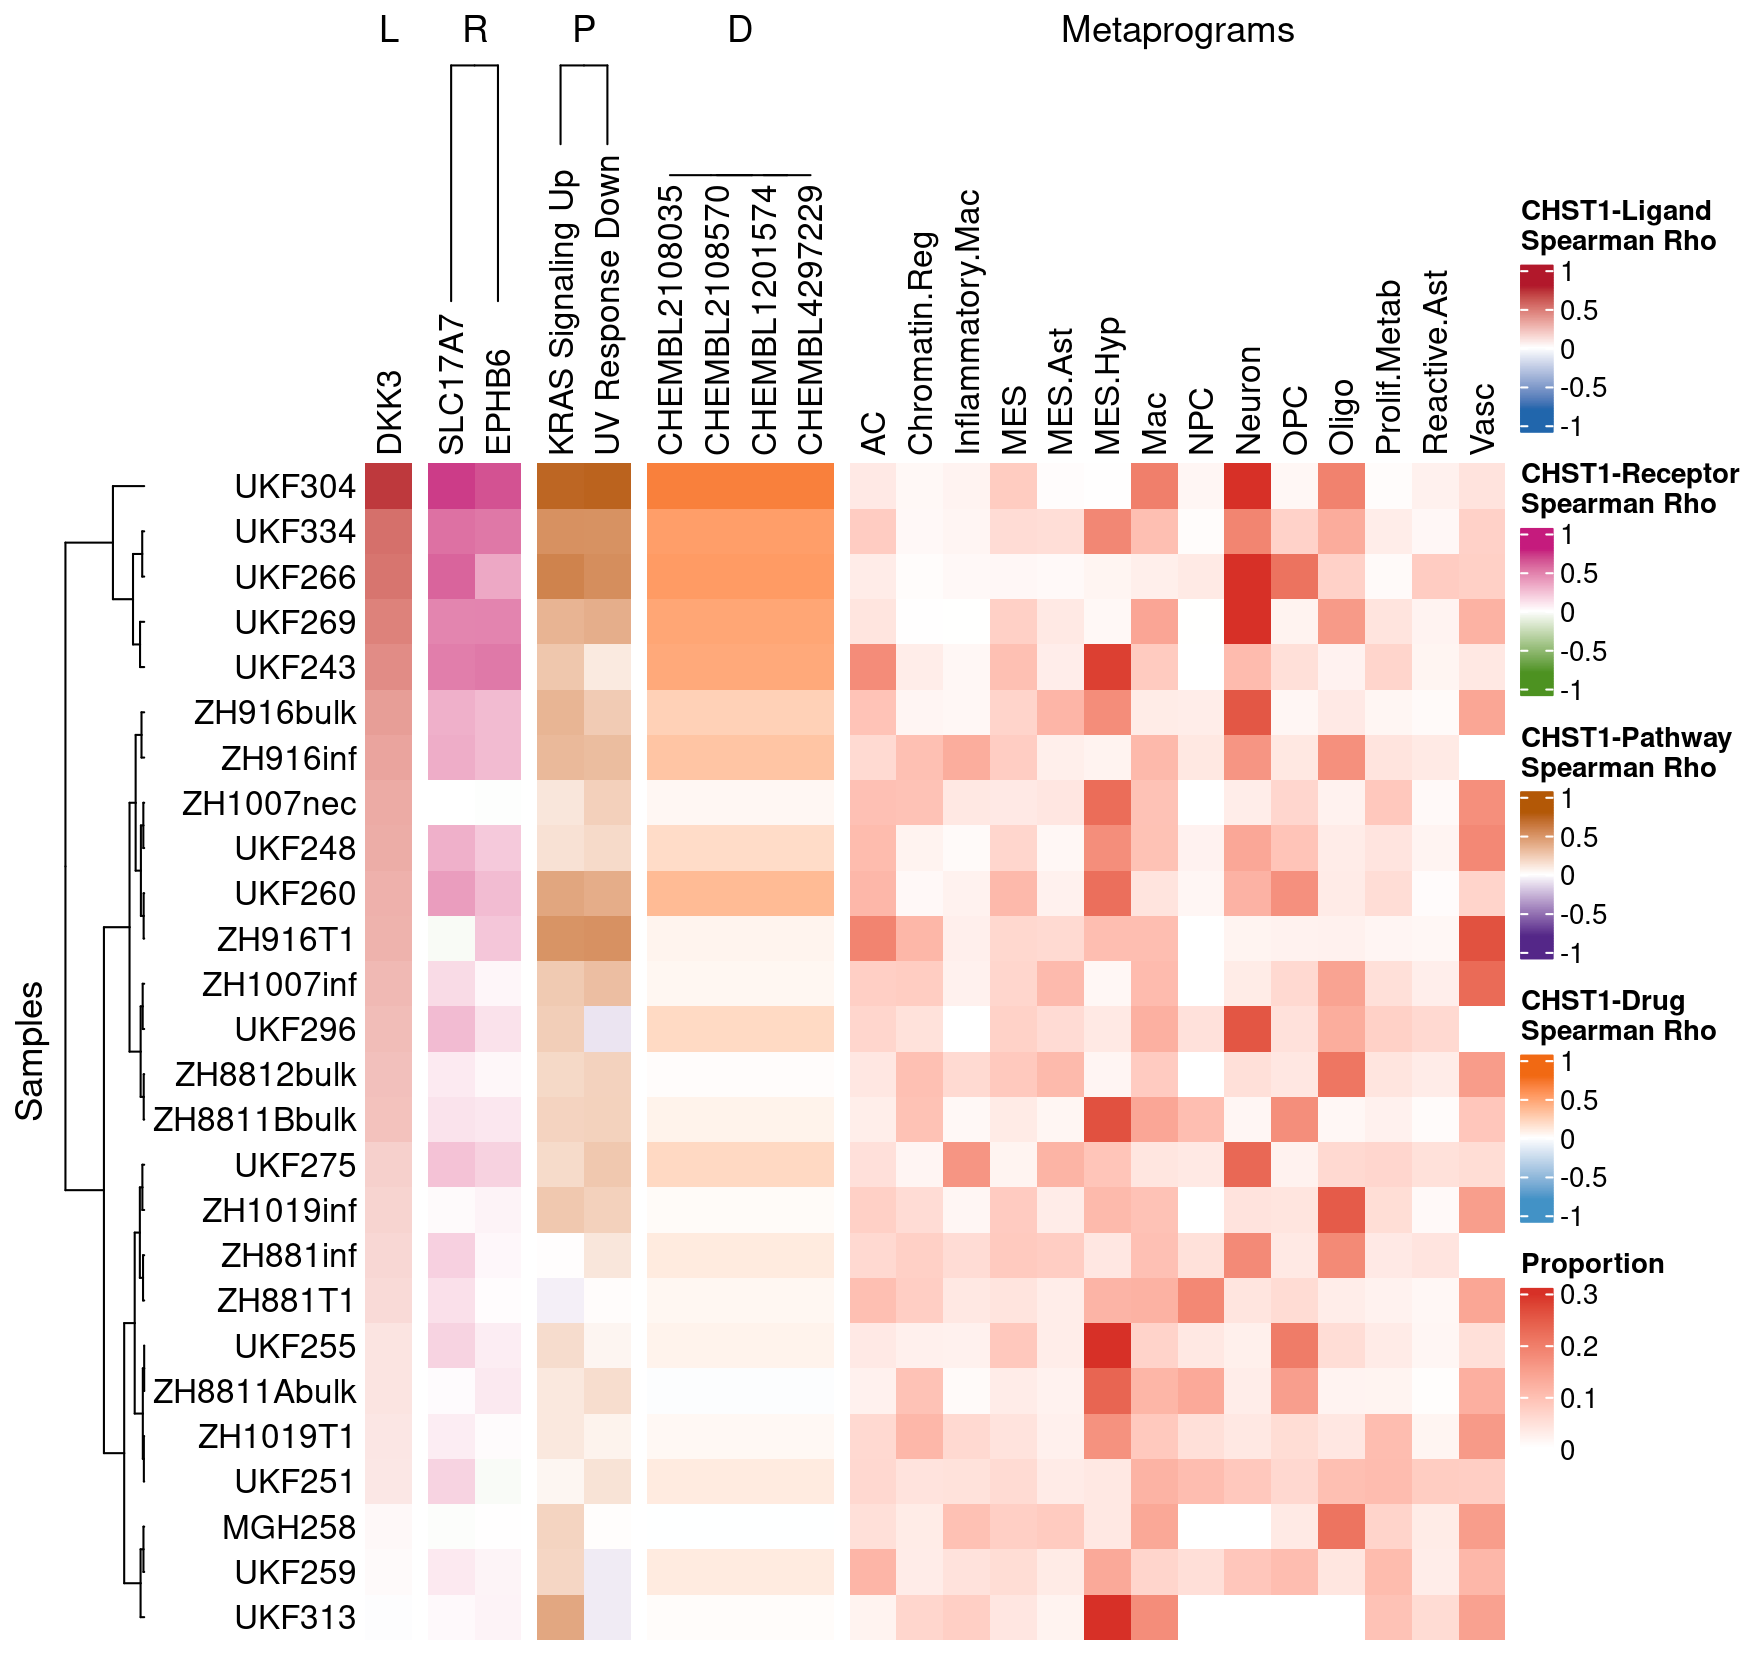 L R P D Metaprograms
DKK3
SLC17A7
EPHB6
KRAS Signaling Up
UV Response Down
CHEMBL2108035
CHEMBL2108570
CHEMBL1201574
CHEMBL4297229
AC
Chromatin.Reg
Inflammatory.Mac
MES
MES.Ast
MES.Hyp
Mac
NPC
Neuron
OPC
Oligo
Prolif.Metab
Reactive.Ast
Vasc
Samples
UKF304
UKF334
UKF266
UKF269
UKF243
ZH916bulk
ZH916inf
ZH1007nec
UKF248
UKF260
ZH916T1
ZH1007inf
UKF296
ZH8812bulk
ZH8811Bbulk
UKF275
ZH1019inf
ZH881inf
ZH881T1
UKF255
ZH8811Abulk
ZH1019T1
UKF251
MGH258
UKF259
UKF313
CHST1-Ligand
Spearman Rho
1
0.5
0
-0.5
-1
CHST1-Receptor
Spearman Rho
1
0.5
0
-0.5
-1
CHST1-Pathway
Spearman Rho
1
0.5
0
-0.5
-1
CHST1-Drug
Spearman Rho
1
0.5
0
-0.5
-1
Proportion
0.3
0.2
0.1
0